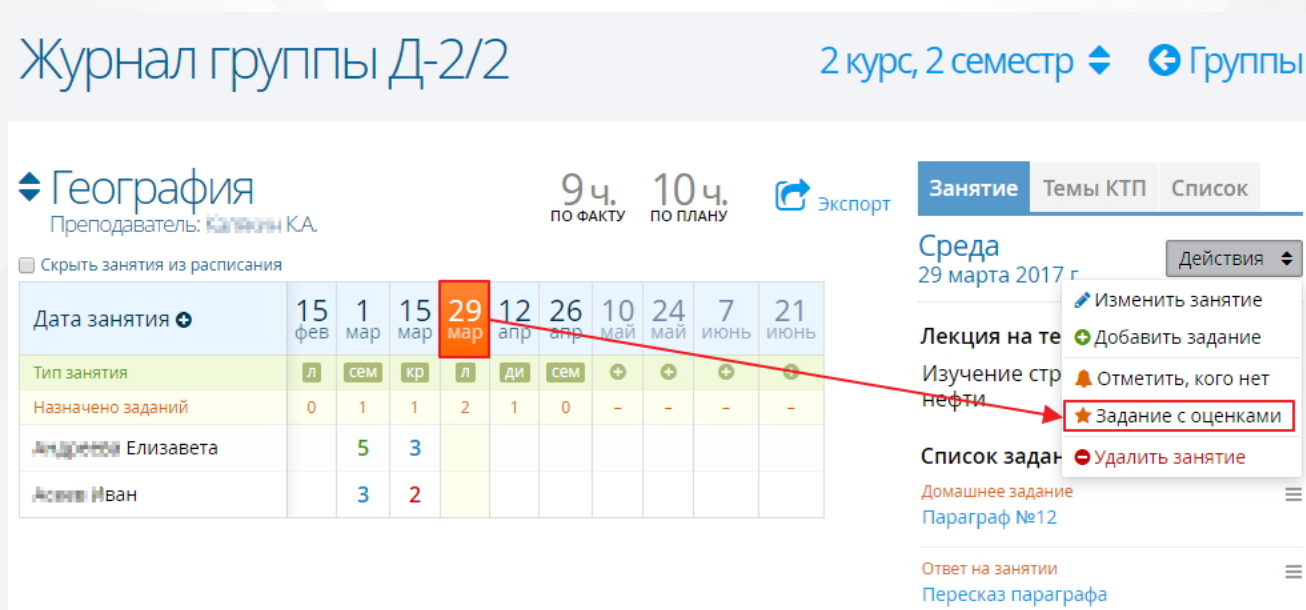 Журнал группы Д-2/2
2 курс, 2 семестр
Группы
География
Преподаватель: К.А.
9 ч.
ПО ФАКТУ
10 ч.
ПО ПЛАНУ
Экспорт
Скрыть занятия из расписания
Дата занятия 15 фев 1 мар 15 мар 29 мар 12 апр 26 апр 10 май 24 май 7 июнь 21 июнь
Тип занятия л сем кр л ди сем
Назначено заданий 0 1 1 2 1 0 – – – –
Елизавета 5 3
Иван 3 2
Занятие Темы КТП Список
Среда
29 марта 2017 г
Действия
Изменить занятие
Добавить задание
Отметить, кого нет
Задание с оценками
Удалить занятие
Лекция на те
Изучение стр
нефти
Список задан
Домашнее задание
Параграф №12
Ответ на занятии
Пересказ параграфа